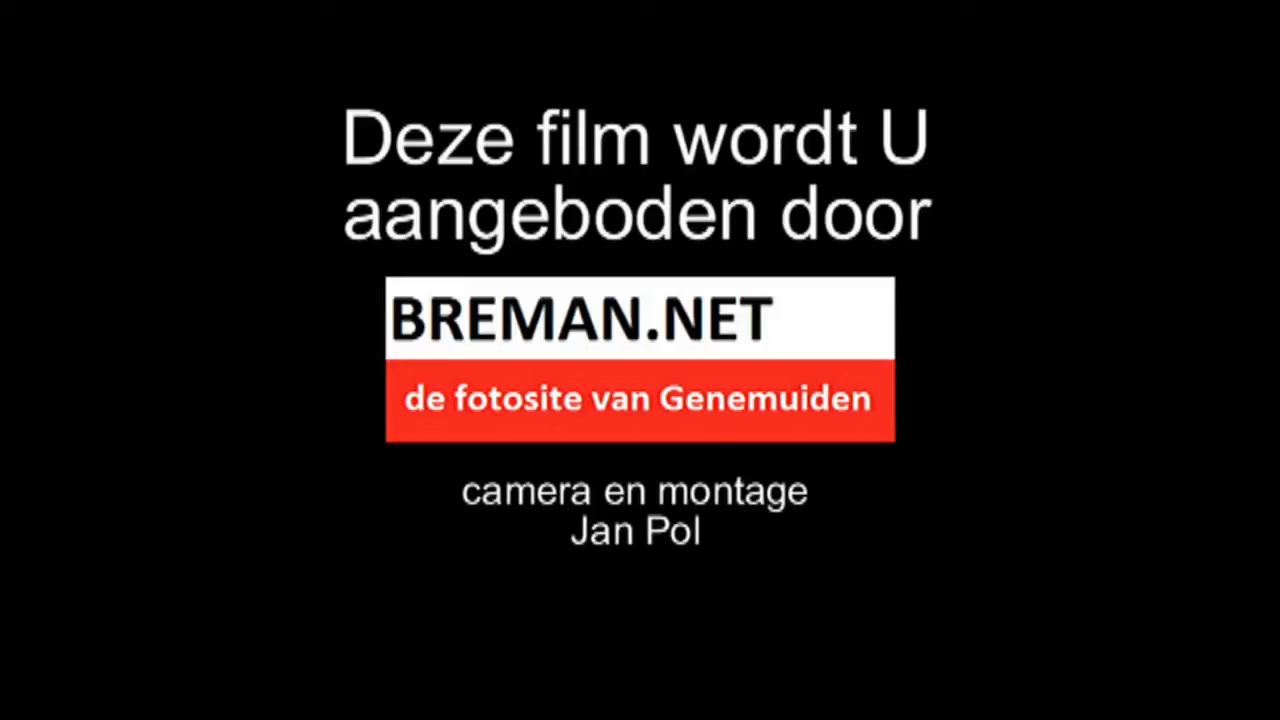 Deze film wordt U
aangeboden door
BREMAN.NET
de fotosite van Genemuiden
camera en montage
Jan Pol